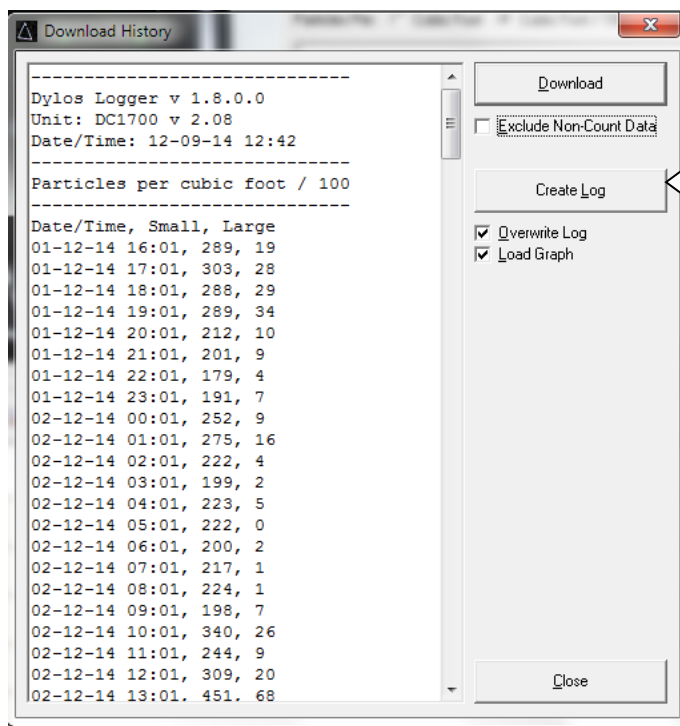 Download History
------------------------------
Dylos Logger v 1.8.0.0
Unit: DC1700 v 2.08
Date/Time: 12-09-14 12:42
------------------------------
Particles per cubic foot / 100
------------------------------
Date/Time, Small, Large
01-12-14 16:01, 289, 19
01-12-14 17:01, 303, 28
01-12-14 18:01, 288, 29
01-12-14 19:01, 289, 34
01-12-14 20:01, 212, 10
01-12-14 21:01, 201, 9
01-12-14 22:01, 179, 4
01-12-14 23:01, 191, 7
02-12-14 00:01, 252, 9
02-12-14 01:01, 275, 16
02-12-14 02:01, 222, 4
02-12-14 03:01, 199, 2
02-12-14 04:01, 223, 5
02-12-14 05:01, 222, 0
02-12-14 06:01, 200, 2
02-12-14 07:01, 217, 1
02-12-14 08:01, 224, 1
02-12-14 09:01, 198, 7
02-12-14 10:01, 340, 26
02-12-14 11:01, 244, 9
02-12-14 12:01, 309, 20
02-12-14 13:01, 451, 68
Download
Exclude Non-Count Data
Create Log
Overwrite Log
Load Graph
Close